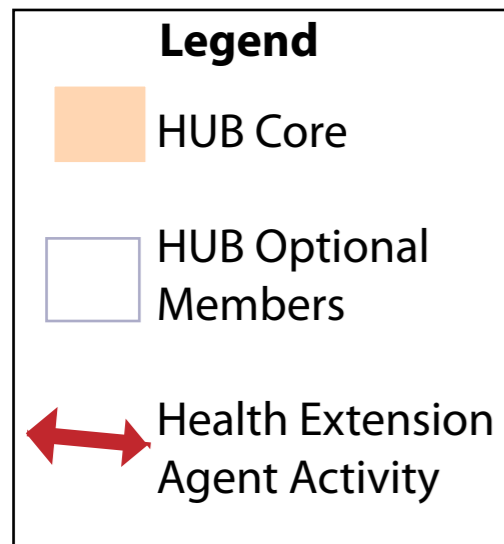 Legend
HUB Core
HUB Optional
Members
Health Extension
Agent Activity